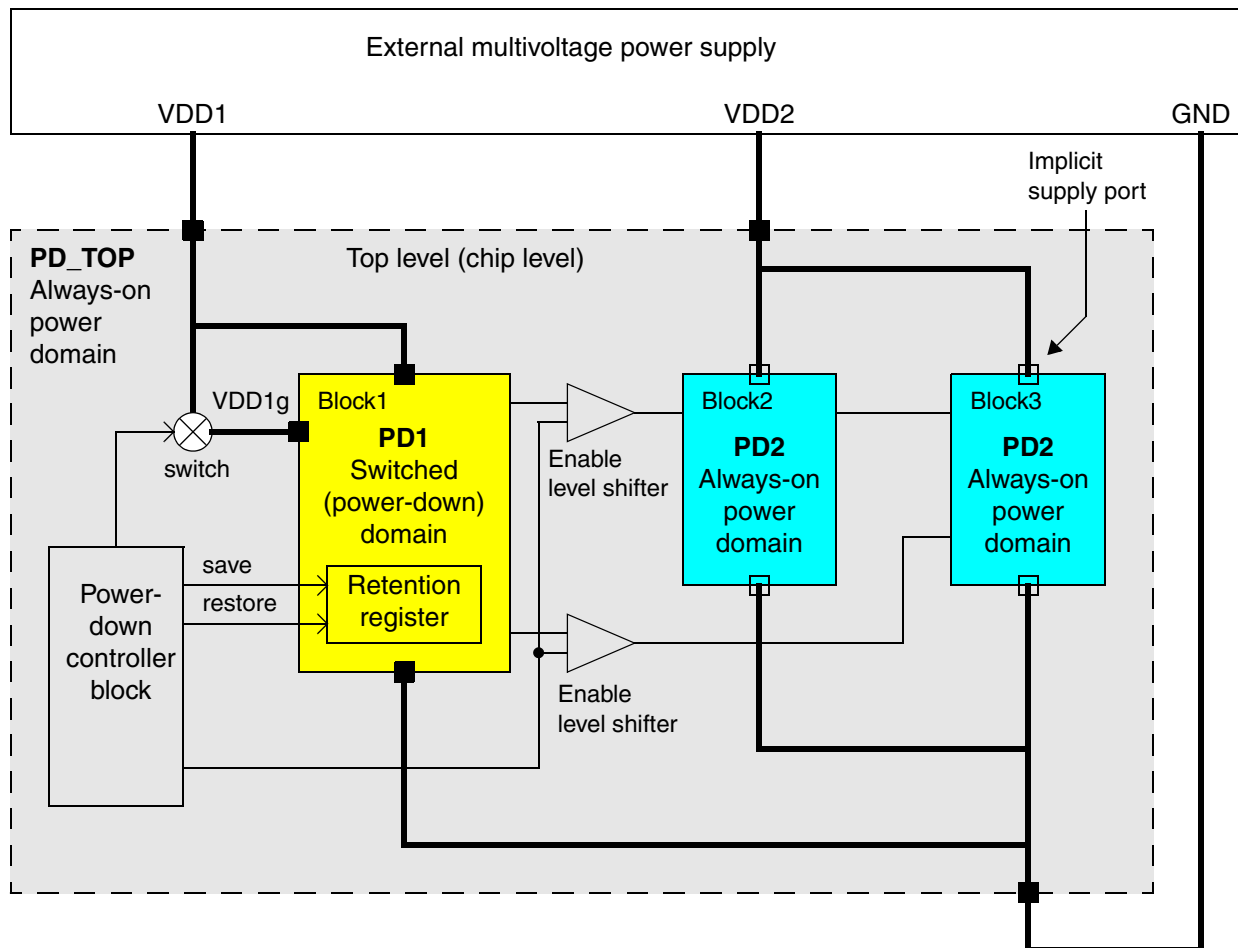 External multivoltage power supply
VDD1
VDD2
GND
Implicit
supply port
PD_TOP
Always-on
power
domain
Top level (chip level)
VDD1g
switch
Block1
PD1
Switched
(power-down)
domain
Retention
register
save
restore
Power-
down
controller
block
Enable
level shifter
Enable
level shifter
Block2
PD2
Always-on
power
domain
Block3
PD2
Always-on
power
domain